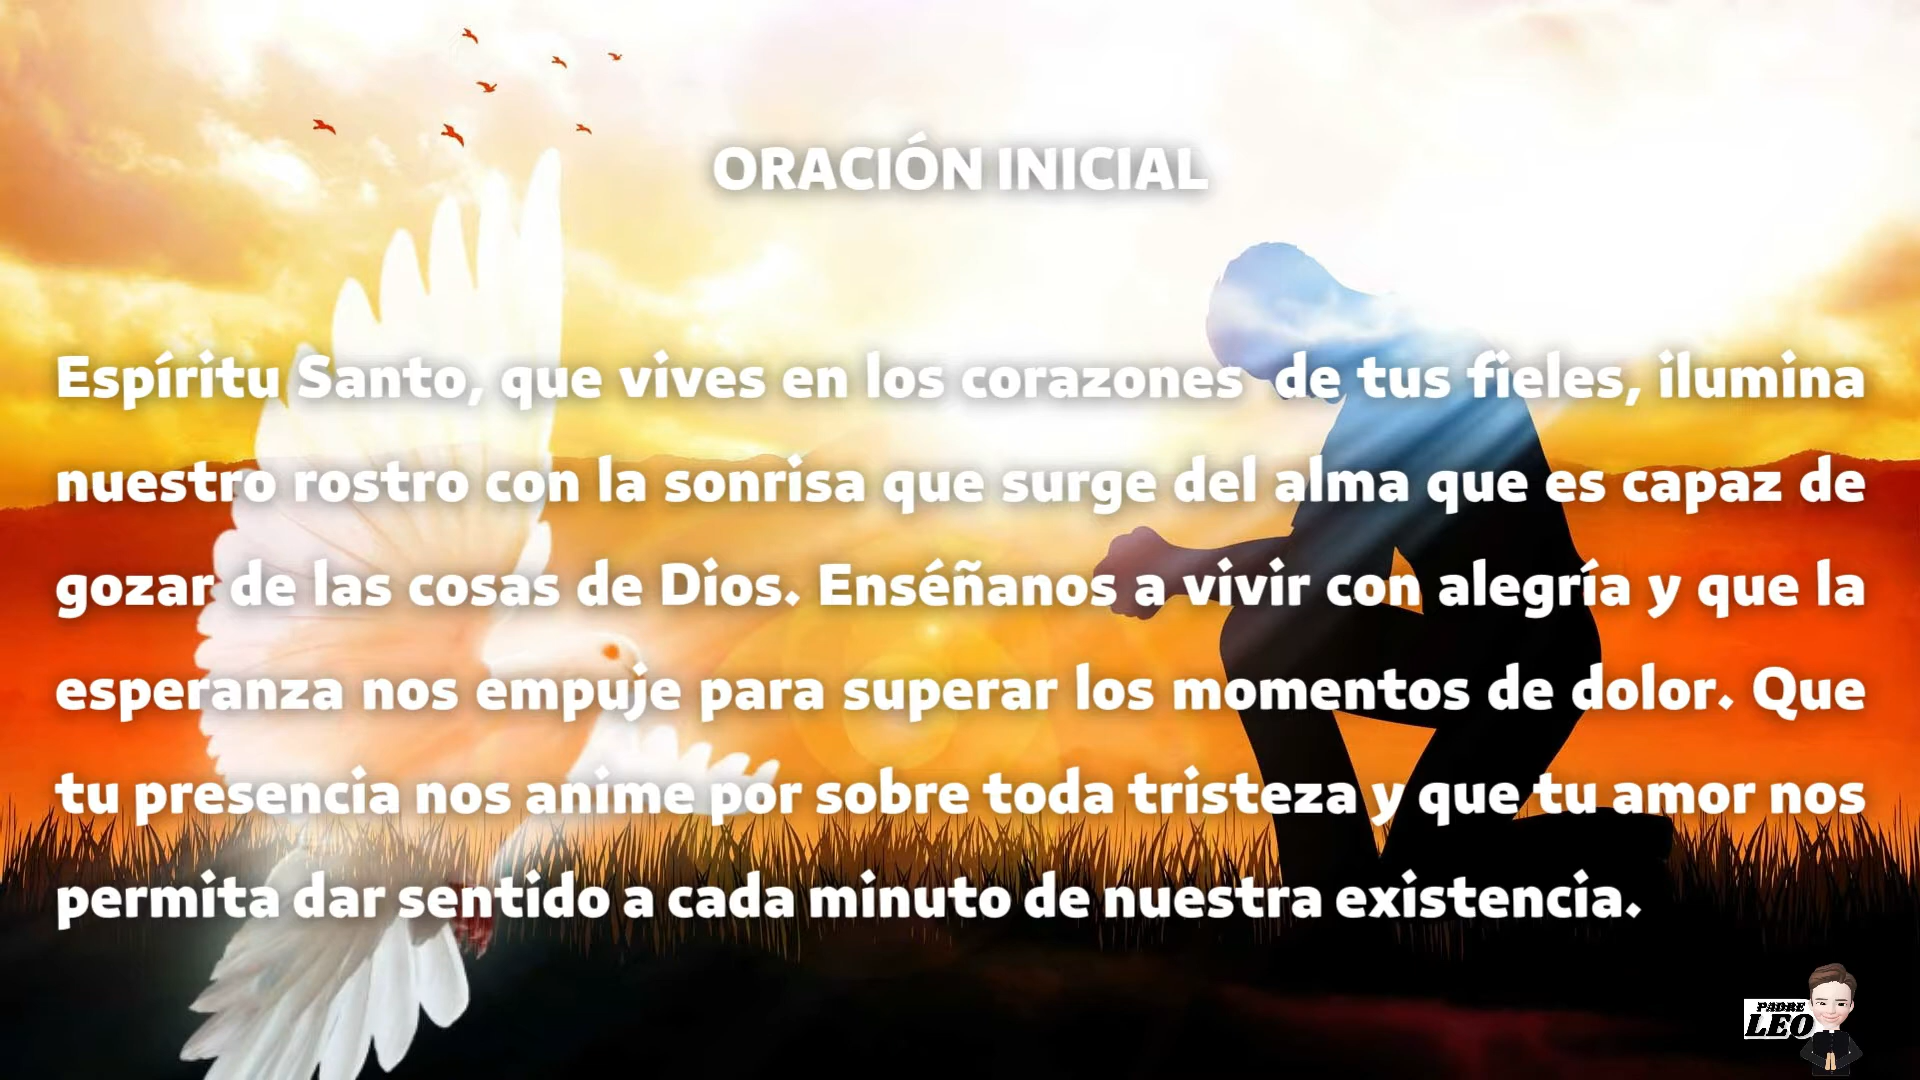 ORACIÓN INICIAL
Espíritu Santo, que vives en los corazones de tus fieles, ilumina
nuestro rostro con la sonrisa que surge del alma que es capaz de
gozar de las cosas de Dios. Enséñanos a vivir con alegría y que la
esperanza nos empuje para superar los momentos de dolor. Que
tu presencia nos anime por sobre toda tristeza y que tu amor nos
permita dar sentido a cada minuto de nuestra existencia.
PADRE
LEO